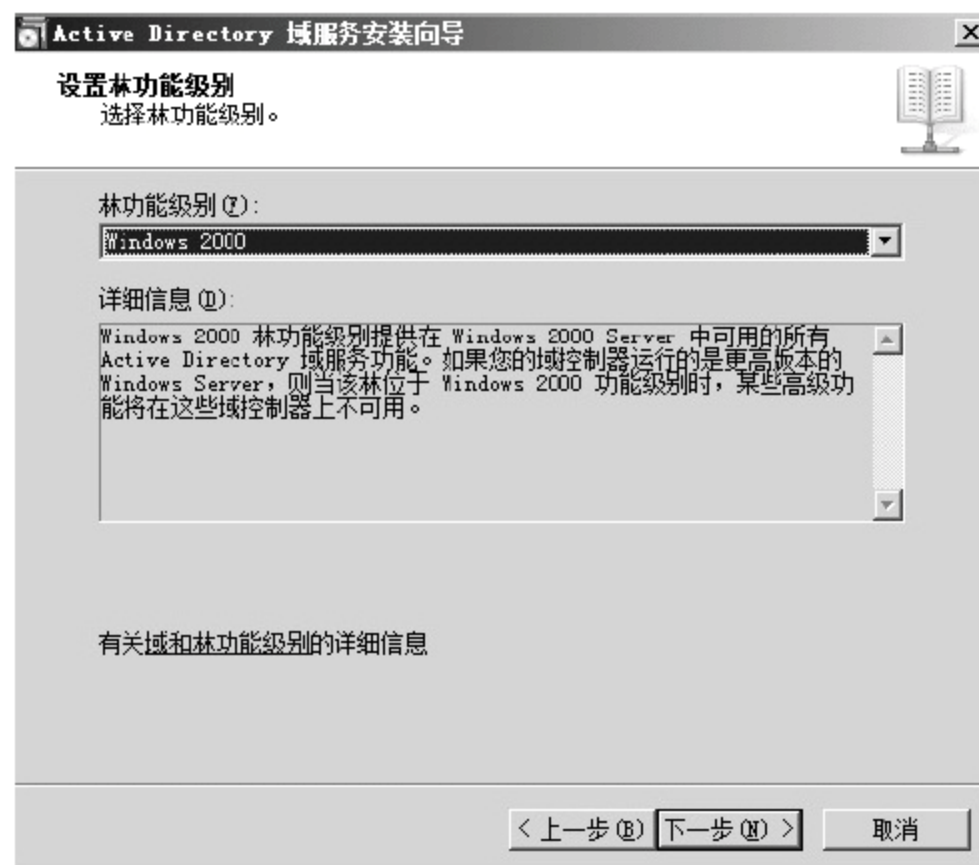 Active Directory 域服务安装向导
设置林功能级别
选择林功能级别。
林功能级别(F):
Windows 2000
详细信息(D):
Windows 2000 林功能级别提供在 Windows 2000 Server 中可用的所有
Active Directory 域服务功能。如果您的域控制器运行的是更高版本的
Windows Server，则当该林位于 Windows 2000 功能级别时，某些高级功
能将在这些域控制器上不可用。
有关域和林功能级别的详细信息
< 上一步(B) 下一步(N) > 取消